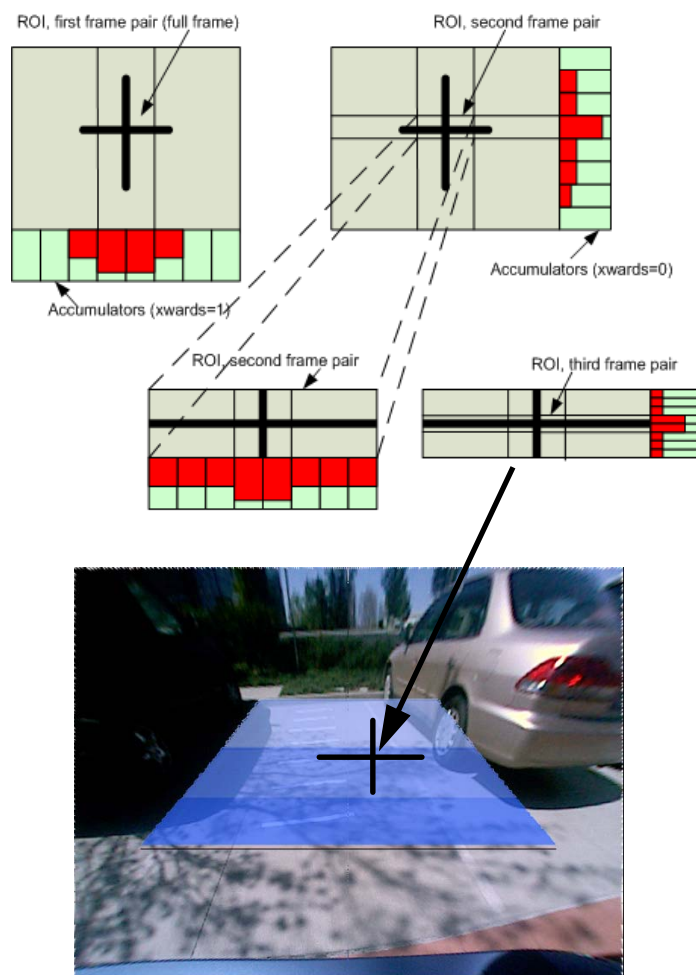 ROI, first frame pair (full frame)
ROI, second frame pair
Accumulators (xwards=1)
Accumulators (xwards=0)
ROI, second frame pair
ROI, third frame pair